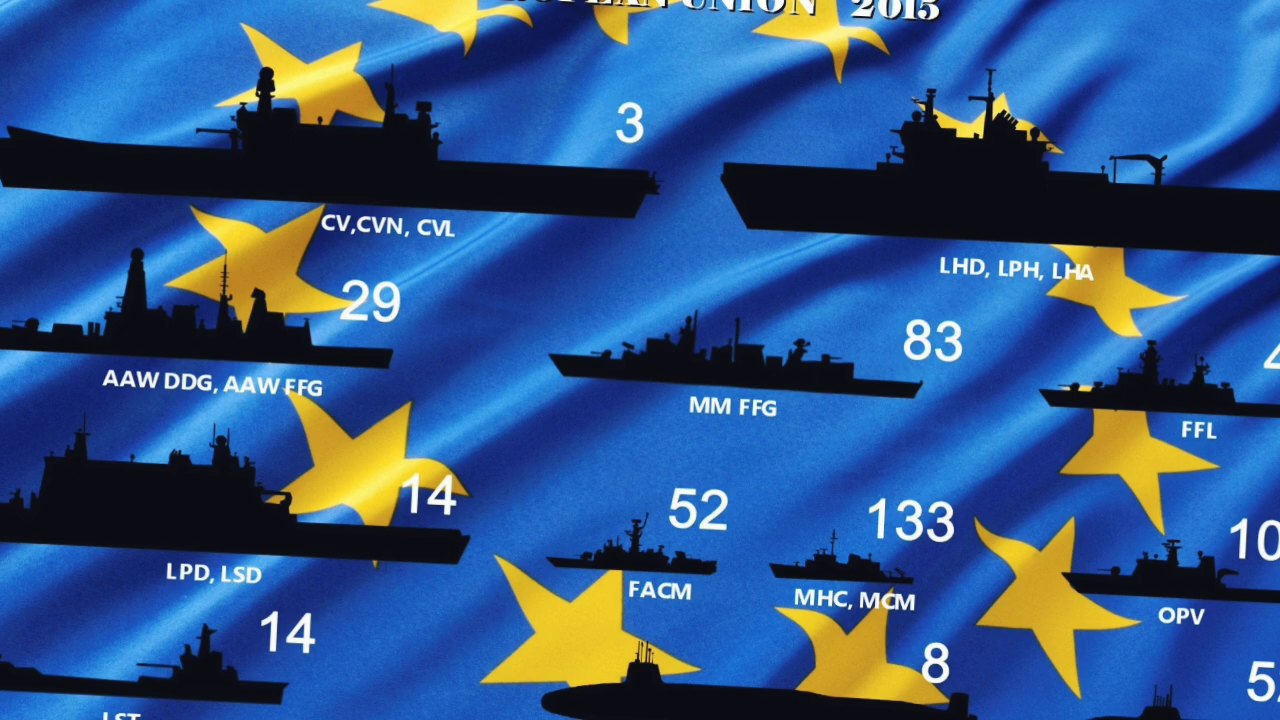 UNION 2015
3
CV,CVN, CVL
LHD, LPH, LHA
29
AAW DDG, AAW FFG
83
MM FFG
FFL
14
LPD, LSD
52
FACM
133
MHC, MCM
OPV
14
8